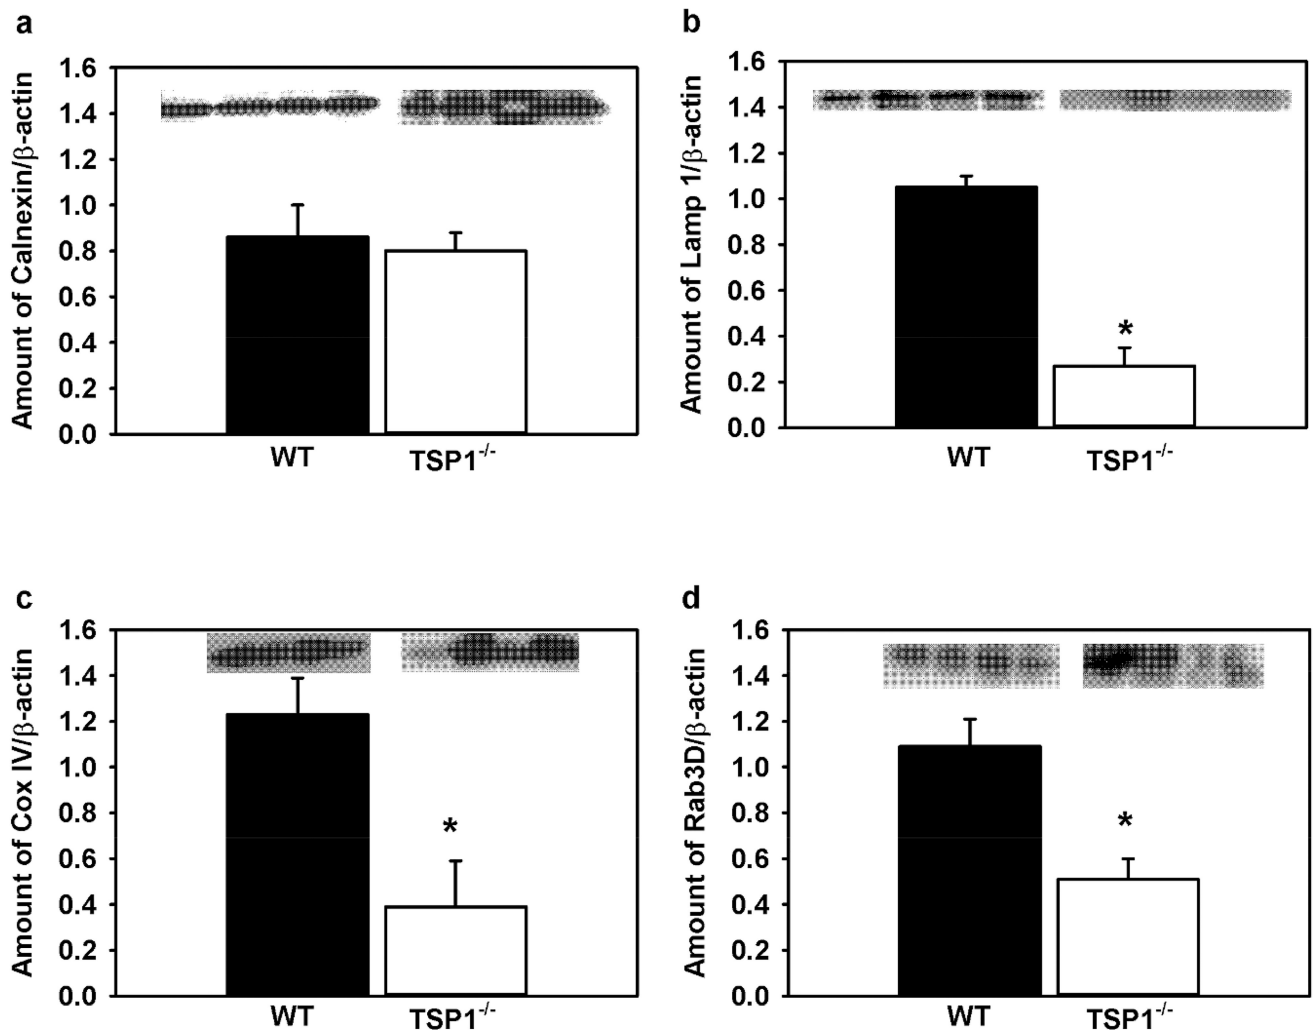 a
Amount of Calnexin/β-actin
1.6
1.4
1.2
1.0
0.8
0.6
0.4
0.2
0.0
WT
TSP1-/-
b
Amount of Lamp 1/β-actin
1.6
1.4
1.2
1.0
0.8
0.6
0.4
0.2
0.0
*
WT
TSP1-/-
c
Amount of Cox IV/β-actin
1.6
1.4
1.2
1.0
0.8
0.6
0.4
0.2
0.0
*
WT
TSP1-/-
d
Amount of Rab3D/β-actin
1.6
1.4
1.2
1.0
0.8
0.6
0.4
0.2
0.0
*
WT
TSP1-/-